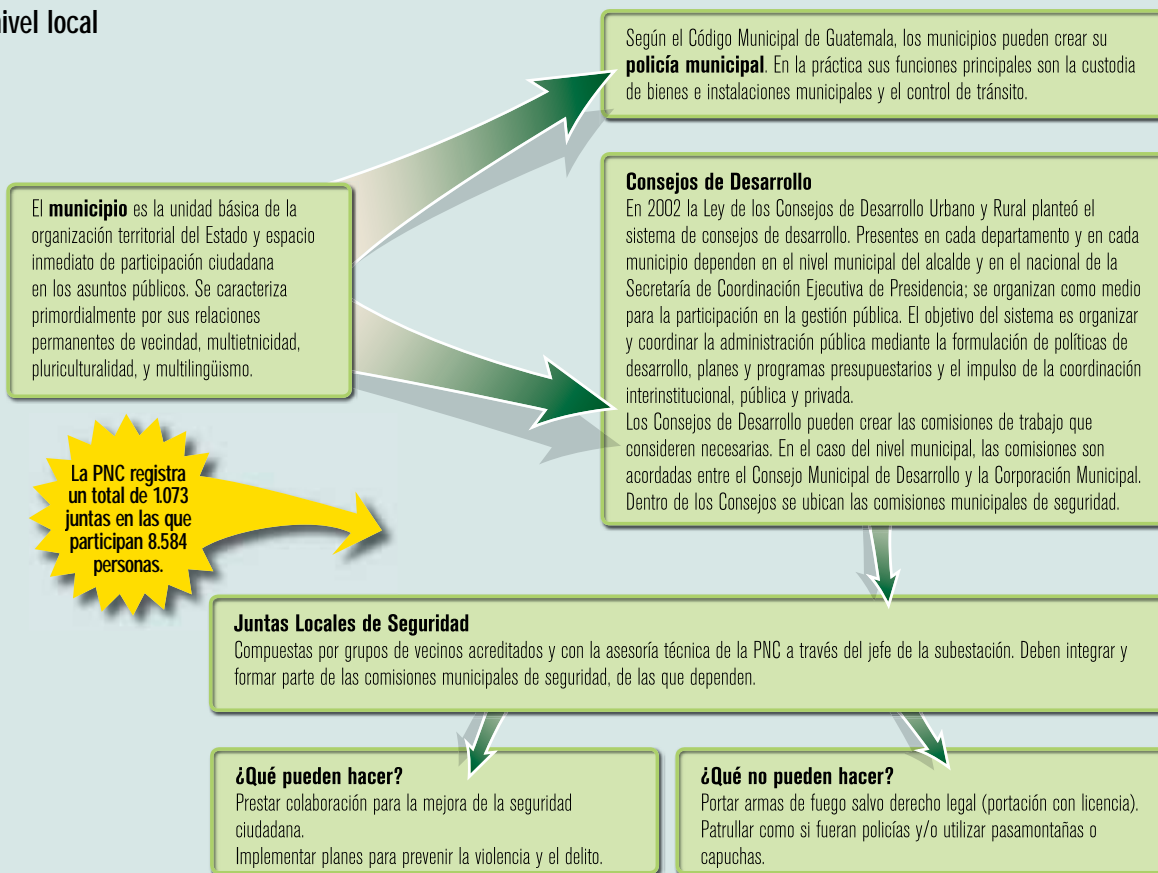 nivel local
Según el Código Municipal de Guatemala, los municipios pueden crear su
policía municipal. En la práctica sus funciones principales son la custodia
de bienes e instalaciones municipales y el control de tránsito.
El municipio es la unidad básica de la
organización territorial del Estado y espacio
inmediato de participación ciudadana
en los asuntos públicos. Se caracteriza
primordialmente por sus relaciones
permanentes de vecindad, multietnicidad,
pluriculturalidad, y multilingüismo.
Consejos de Desarrollo
En 2002 la Ley de los Consejos de Desarrollo Urbano y Rural planteó el
sistema de consejos de desarrollo. Presentes en cada departamento y en cada
municipio dependen en el nivel municipal del alcalde y en el nacional de la
Secretaría de Coordinación Ejecutiva de Presidencia; se organizan como medio
para la participación en la gestión pública. El objetivo del sistema es organizar
y coordinar la administración pública mediante la formulación de políticas de
desarrollo, planes y programas presupuestarios y el impulso de la coordinación
interinstitucional, pública y privada.
Los Consejos de Desarrollo pueden crear las comisiones de trabajo que
consideren necesarias. En el caso del nivel municipal, las comisiones son
acordadas entre el Consejo Municipal de Desarrollo y la Corporación Municipal.
Dentro de los Consejos se ubican las comisiones municipales de seguridad.
La PNC registra
un total de 1.073
juntas en las que
participan 8.584
personas.
Juntas Locales de Seguridad
Compuestas por grupos de vecinos acreditados y con la asesoría técnica de la PNC a través del jefe de la subestación. Deben integrar y
formar parte de las comisiones municipales de seguridad, de las que dependen.
¿Qué pueden hacer?
Prestar colaboración para la mejora de la seguridad
ciudadana.
Implementar planes para prevenir la violencia y el delito.
¿Qué no pueden hacer?
Portar armas de fuego salvo derecho legal (portación con licencia).
Patrullar como si fueran policías y/o utilizar pasamontañas o
capuchas.